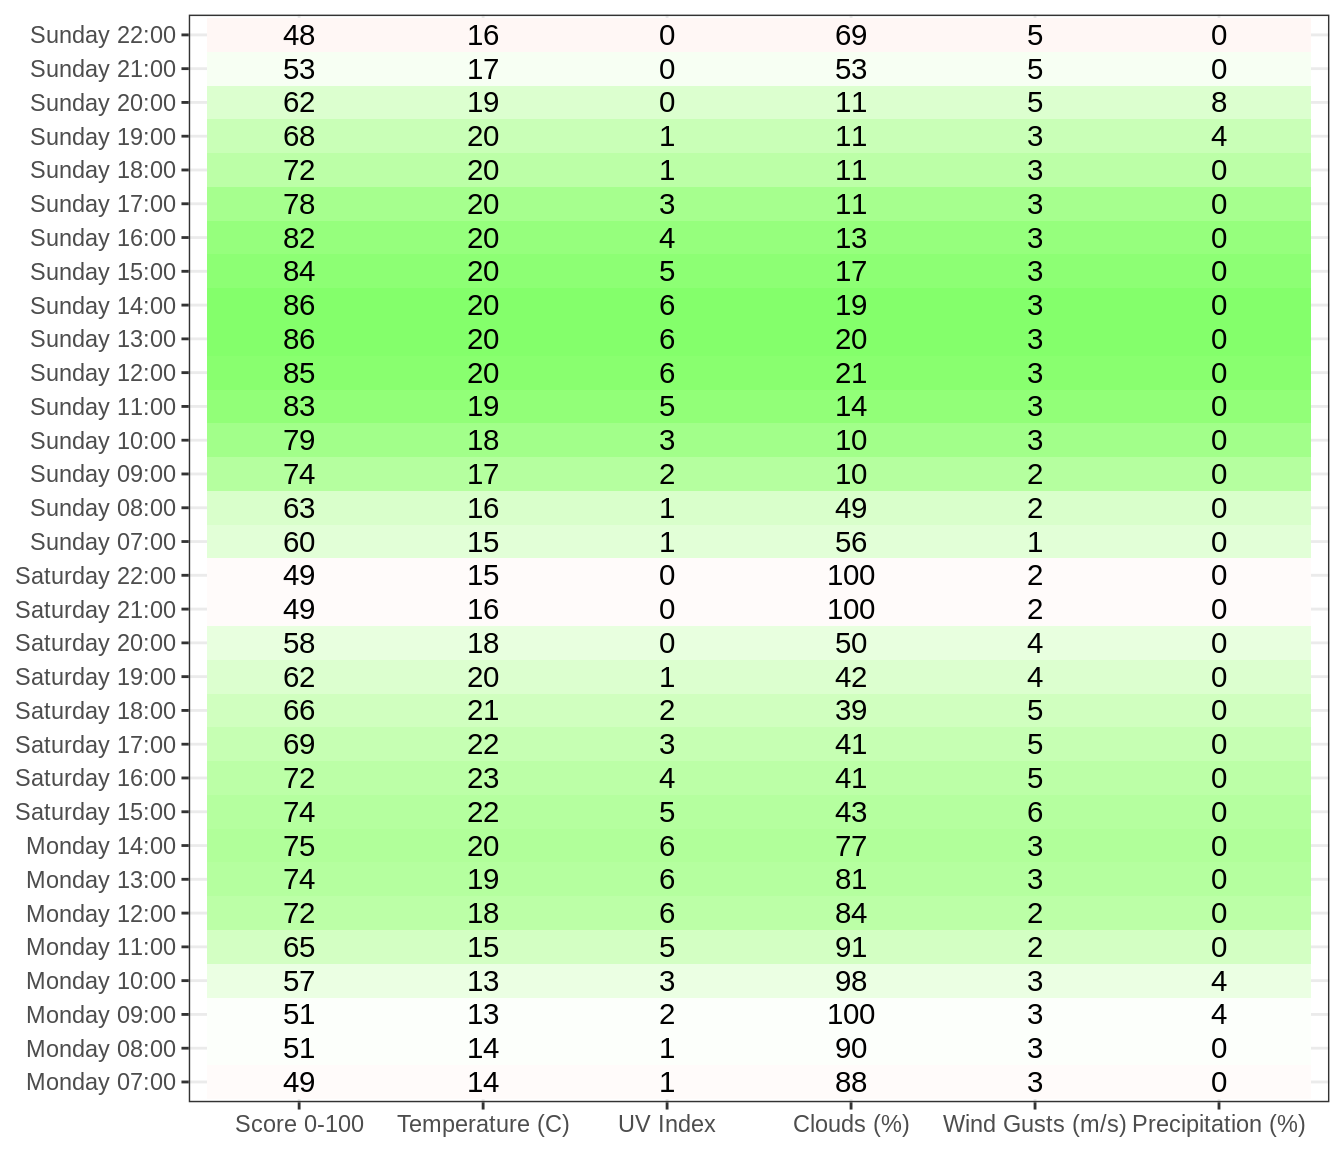 Sunday 22:00 48 16 0 69 5 0
Sunday 21:00 53 17 0 53 5 0
Sunday 20:00 62 19 0 11 5 8
Sunday 19:00 68 20 1 11 3 4
Sunday 18:00 72 20 1 11 3 0
Sunday 17:00 78 20 3 11 3 0
Sunday 16:00 82 20 4 13 3 0
Sunday 15:00 84 20 5 17 3 0
Sunday 14:00 86 20 6 19 3 0
Sunday 13:00 86 20 6 20 3 0
Sunday 12:00 85 20 6 21 3 0
Sunday 11:00 83 19 5 14 3 0
Sunday 10:00 79 18 3 10 3 0
Sunday 09:00 74 17 2 10 2 0
Sunday 08:00 63 16 1 49 2 0
Sunday 07:00 60 15 1 56 1 0
Saturday 22:00 49 15 0 100 2 0
Saturday 21:00 49 16 0 100 2 0
Saturday 20:00 58 18 0 50 4 0
Saturday 19:00 62 20 1 42 4 0
Saturday 18:00 66 21 2 39 5 0
Saturday 17:00 69 22 3 41 5 0
Saturday 16:00 72 23 4 41 5 0
Saturday 15:00 74 22 5 43 6 0
Monday 14:00 75 20 6 77 3 0
Monday 13:00 74 19 6 81 3 0
Monday 12:00 72 18 6 84 2 0
Monday 11:00 65 15 5 91 2 0
Monday 10:00 57 13 3 98 3 4
Monday 09:00 51 13 2 100 3 4
Monday 08:00 51 14 1 90 3 0
Monday 07:00 49 14 1 88 3 0
Score 0-100 Temperature (C) UV Index Clouds (%) Wind Gusts (m/s) Precipitation (%)